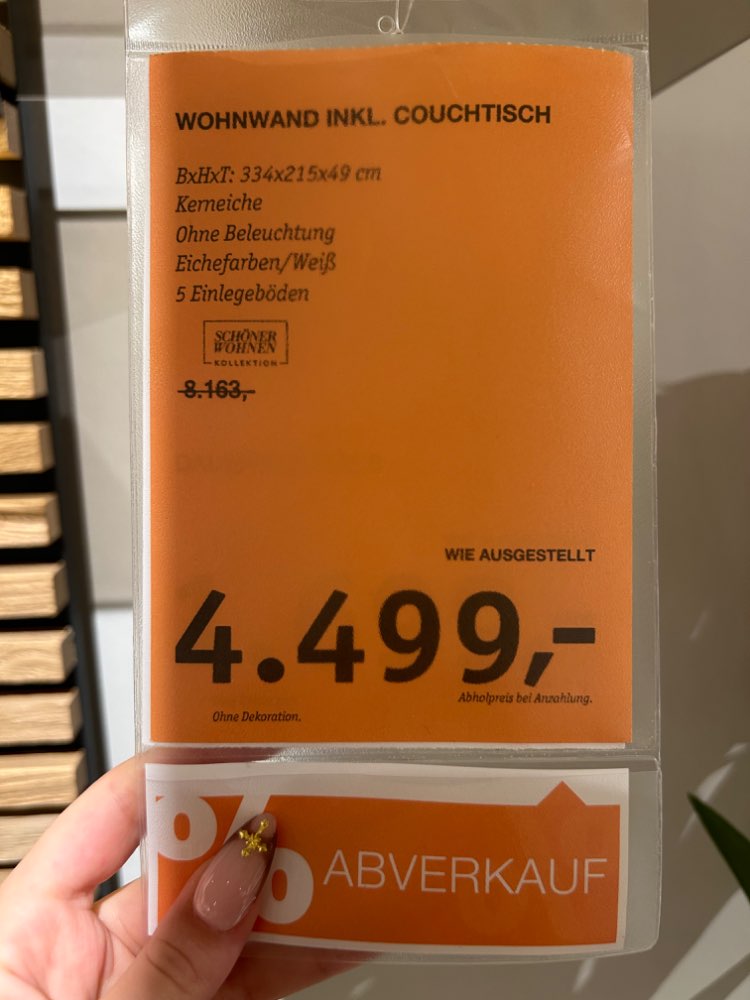 WOHNWAND INKL. COUCHTISCH
BxHxT: 334x215x49 cm
Kerneiche
Ohne Beleuchtung
Eichefarben/Weiß
5 Einlegeböden
SCHÖNER
WOHNEN
KOLLEKTION
8.163,-
WIE AUSGESTELLT
4.499,-
Abholpreis bei Anzahlung.
Ohne Dekoration.
% ABVERKAUF